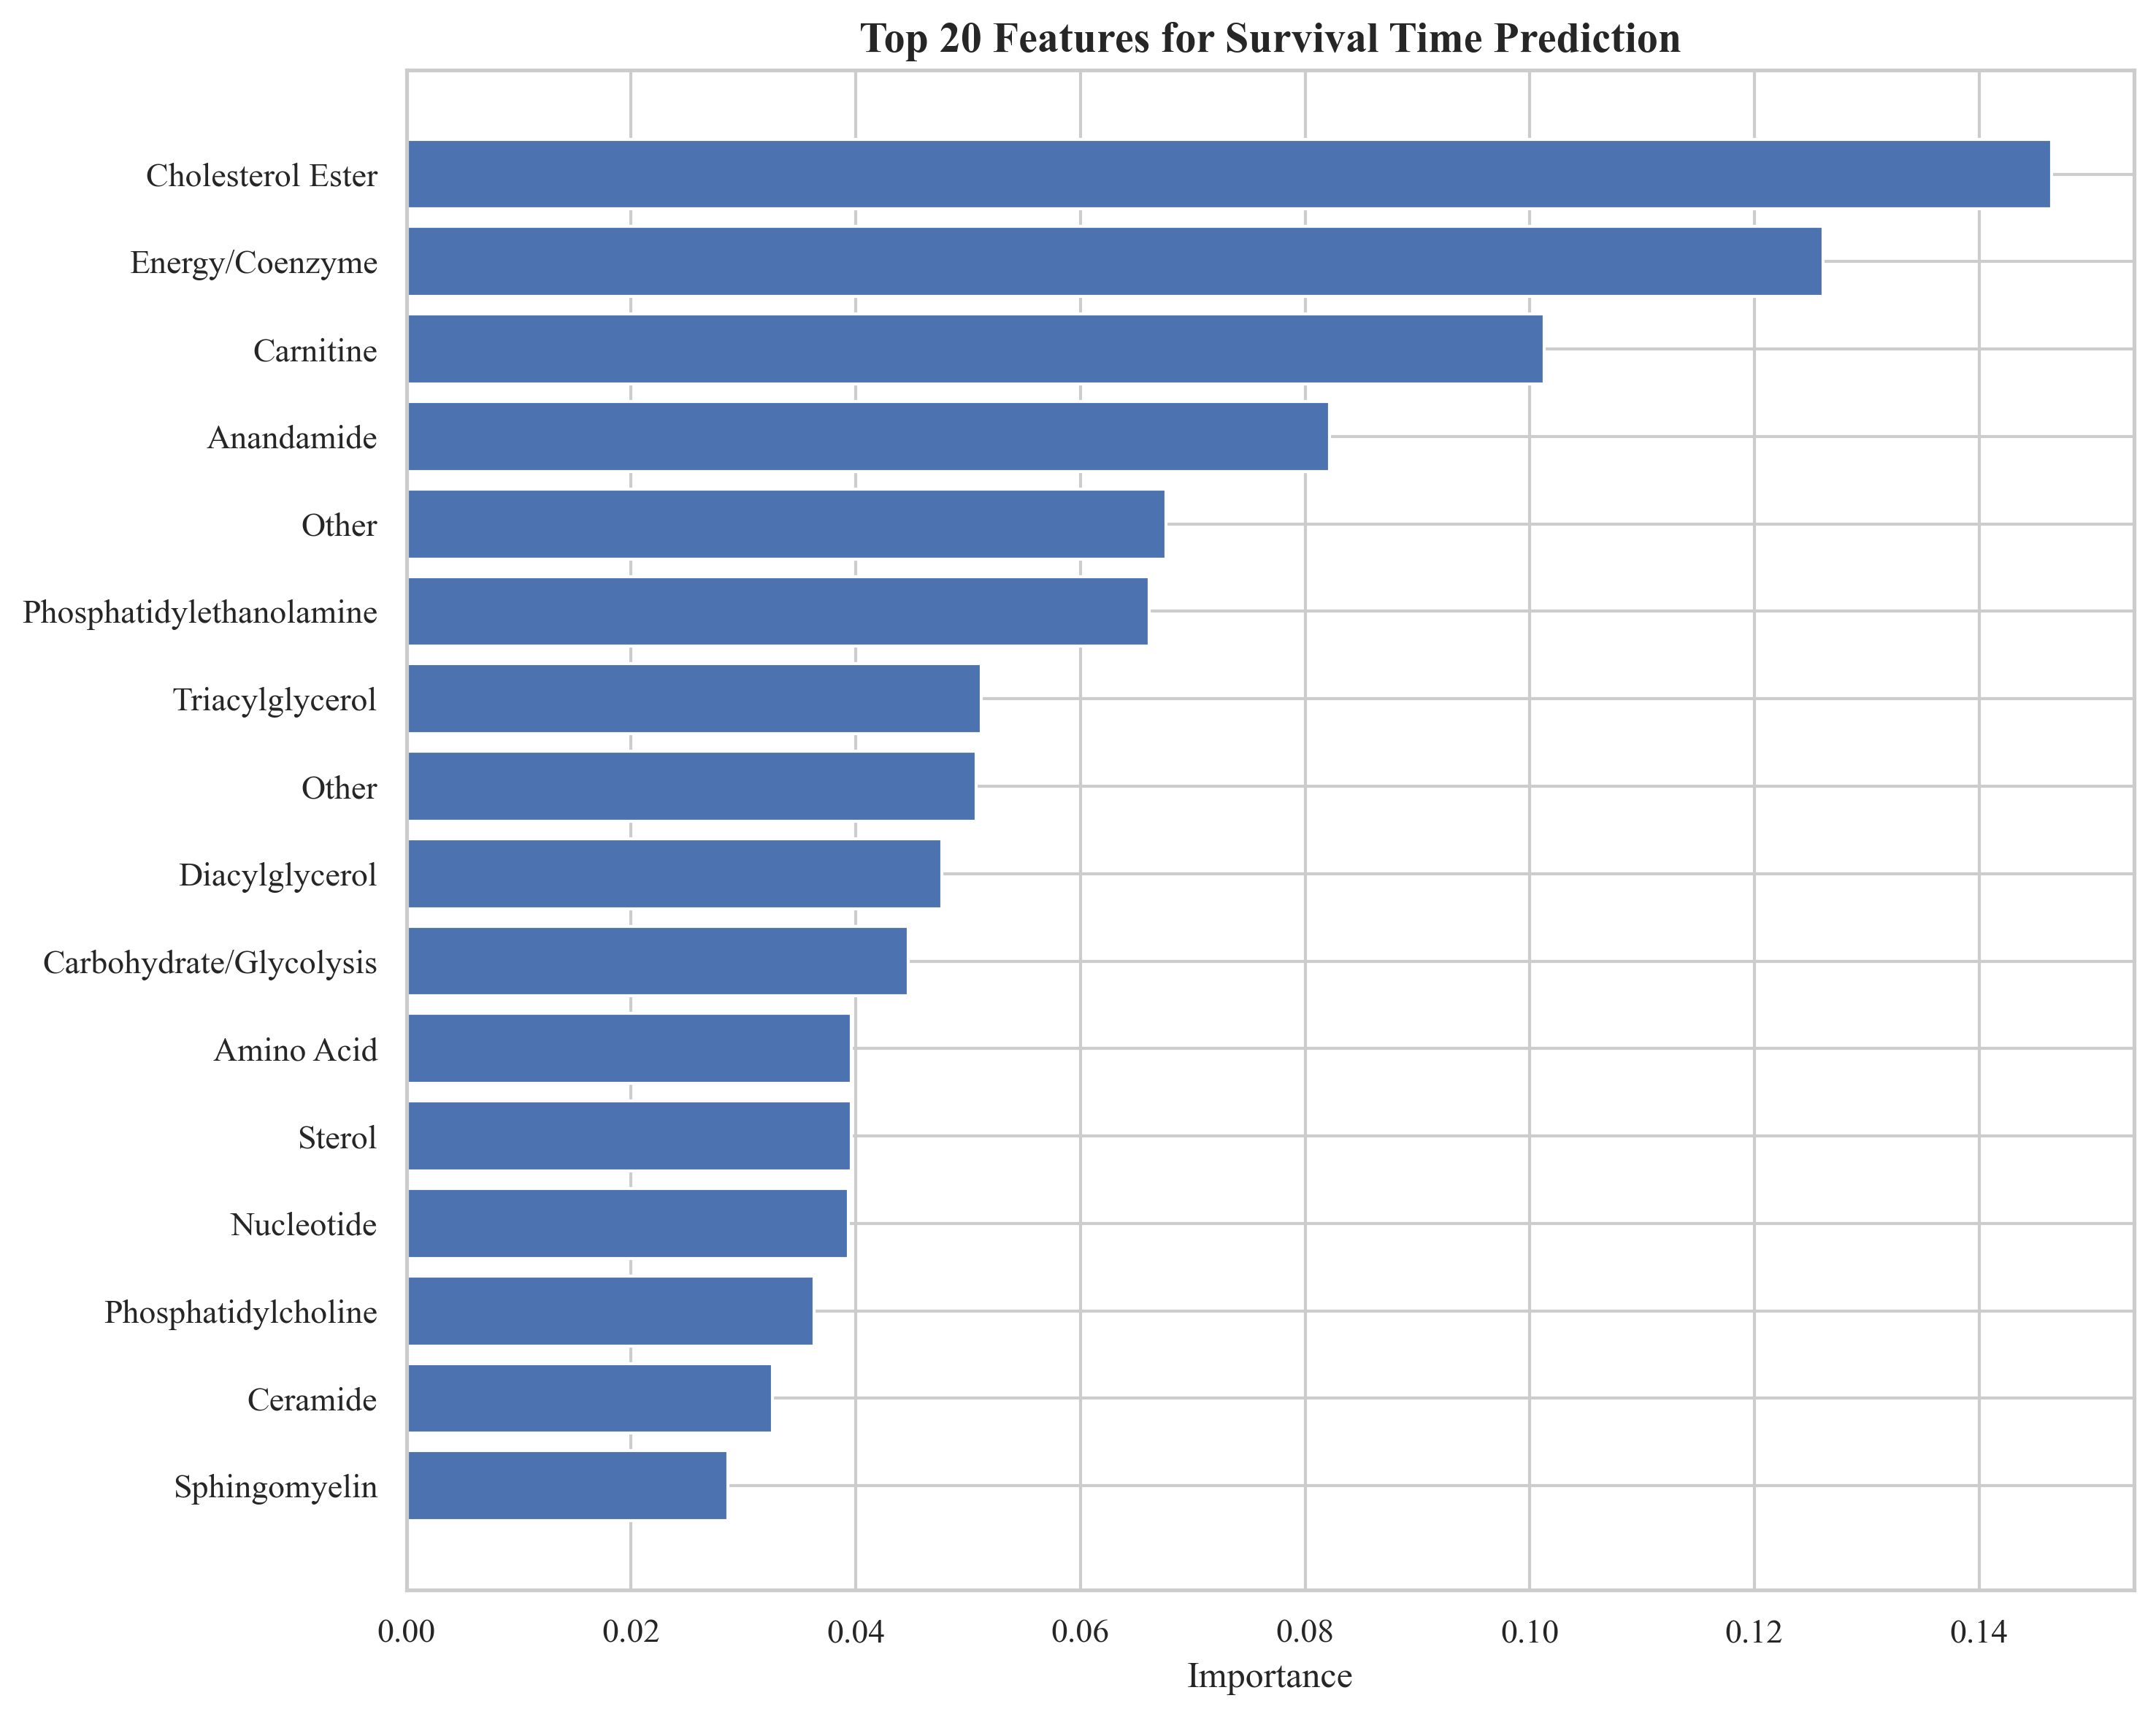 Top 20 Features for Survival Time Prediction
Cholesterol Ester
Energy/Coenzyme
Carnitine
Anandamide
Other
Phosphatidylethanolamine
Triacylglycerol
Other
Diacylglycerol
Carbohydrate/Glycolysis
Amino Acid
Sterol
Nucleotide
Phosphatidylcholine
Ceramide
Sphingomyelin
0.00 0.02 0.04 0.06 0.08 0.10 0.12 0.14
Importance